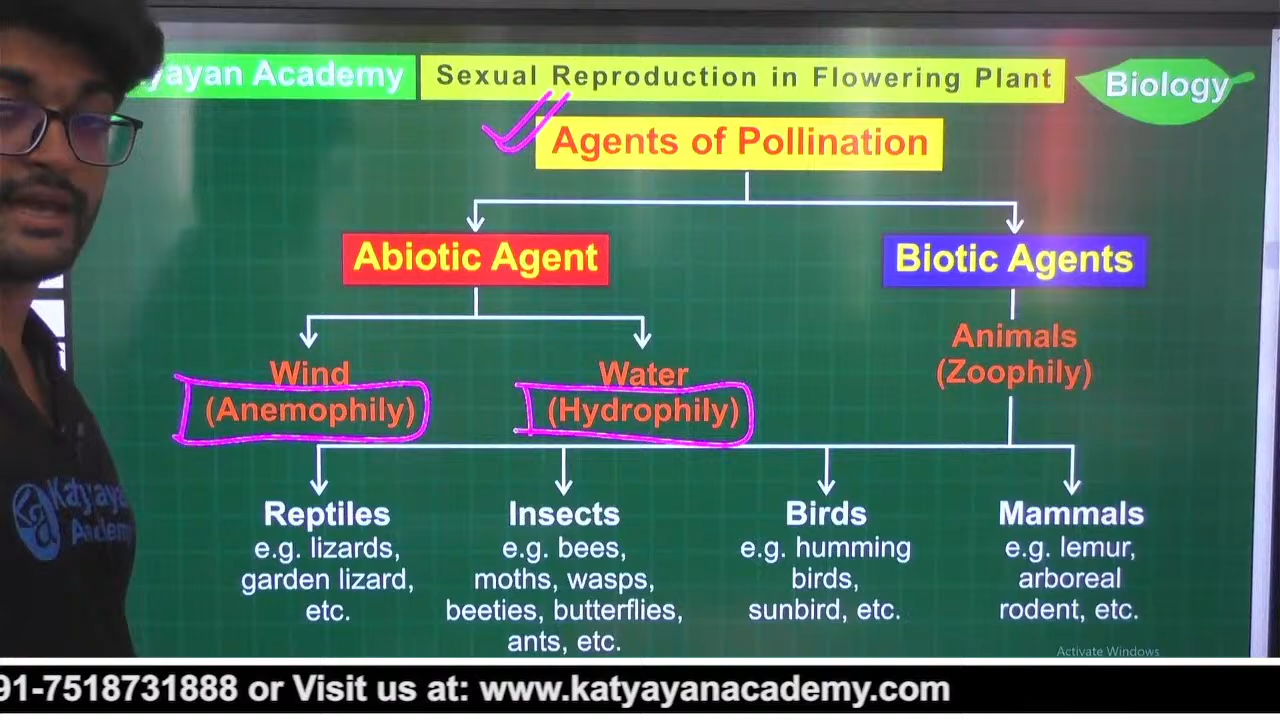 yayan Academy
Sexual Reproduction in Flowering Plant
Biology
Agents of Pollination
Abiotic Agent
Biotic Agents
Animals
(Zoophily)
Wind
(Anemophily)
Water
(Hydrophily)
Reptiles
e.g. lizards,
garden lizard,
etc.
Insects
e.g. bees,
moths, wasps,
beeties, butterflies,
ants, etc.
Birds
e.g. humming
birds,
sunbird, etc.
Mammals
e.g. lemur,
arboreal
rodent, etc.
Katyaya
Academy
Activate Windows
91-7518731888 or Visit us at: www.katyayanacademy.com